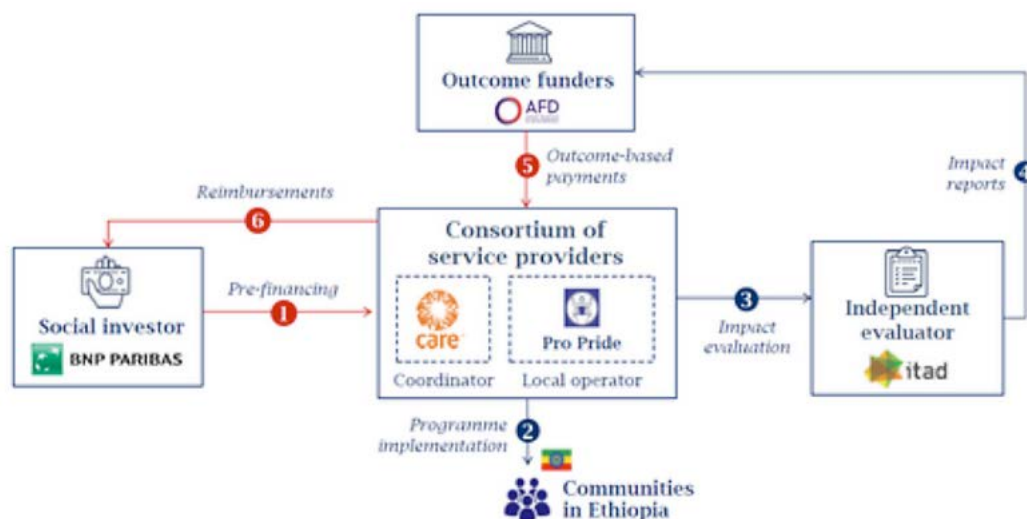 Outcome funders
AFD
5
Outcome-based
payments
Impact
reports
4
Reimbursements
6
Consortium of
service providers
Social investor
BNP PARIBAS
Pre-financing
1
care
Coordinator
Pro Pride
Local operator
3
Impact
evaluation
Independent
evaluator
itad
Programme
implementation
2
Communities
in Ethiopia